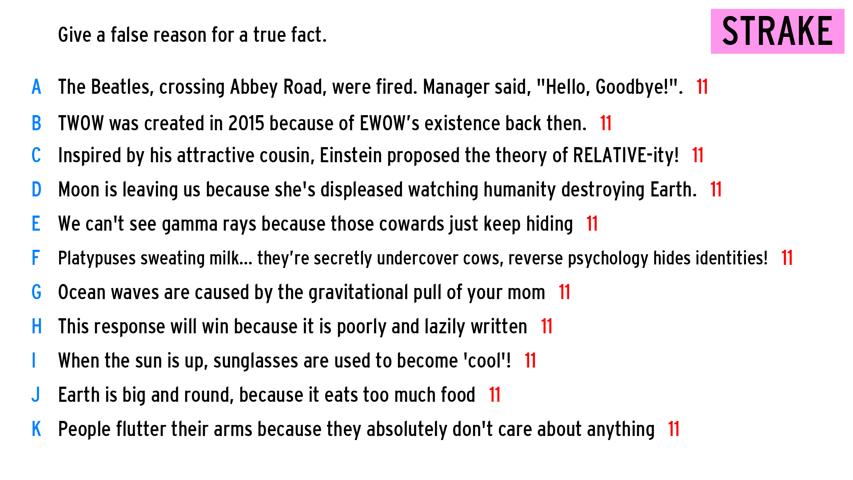 Give a false reason for a true fact.
STRAKE
A The Beatles, crossing Abbey Road, were fired. Manager said, "Hello, Goodbye!". 11
B TWOW was created in 2015 because of EWOW's existence back then. 11
C Inspired by his attractive cousin, Einstein proposed the theory of RELATIVE-ity! 11
D Moon is leaving us because she's displeased watching humanity destroying Earth. 11
E We can't see gamma rays because those cowards just keep hiding 11
F Platypuses sweating milk... they're secretly undercover cows, reverse psychology hides identities! 11
G Ocean waves are caused by the gravitational pull of your mom 11
H This response will win because it is poorly and lazily written 11
I When the sun is up, sunglasses are used to become 'cool'! 11
J Earth is big and round, because it eats too much food 11
K People flutter their arms because they absolutely don't care about anything 11